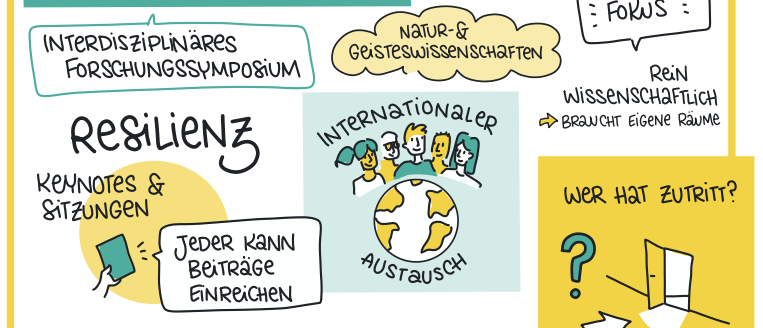 INTERDISZIPLINÄRES
FORSCHUNGSSYMPOSIUM
NATUR-&
GEISTESWISSENSCHAFTEN
FOKUS
REIN
WISSENSCHAFTLICH
BRAUCHT EIGENE RÄUME
RESILIENZ
KEYNOTES &
SITZUNGEN
JEDER KANN
BEITRÄGE
EINREICHEN
INTERNATIONALER
AUSTAUSCH
WER HAT ZUTRITT?
?